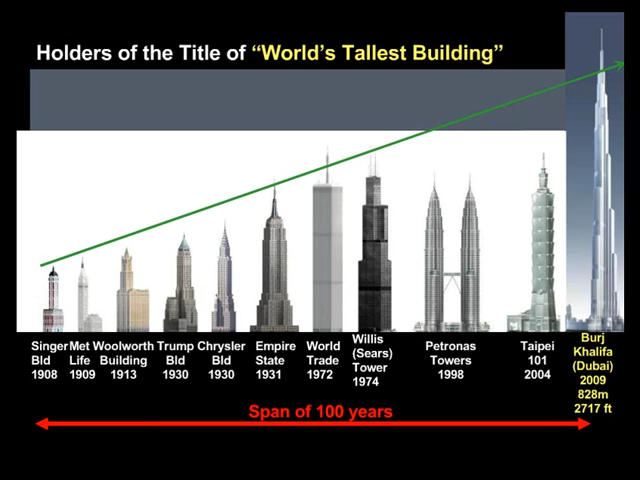 Holders of the Title of “World’s Tallest Building”
Singer
Bld
1908
Met
Life
1909
Woolworth
Building
1913
Trump
Bld
1930
Chrysler
Bld
1930
Empire
State
1931
World
Trade
1972
Willis
(Sears)
Tower
1974
Petronas
Towers
1998
Taipei
101
2004
Burj
Khalifa
(Dubai)
2009
828m
2717 ft
Span of 100 years